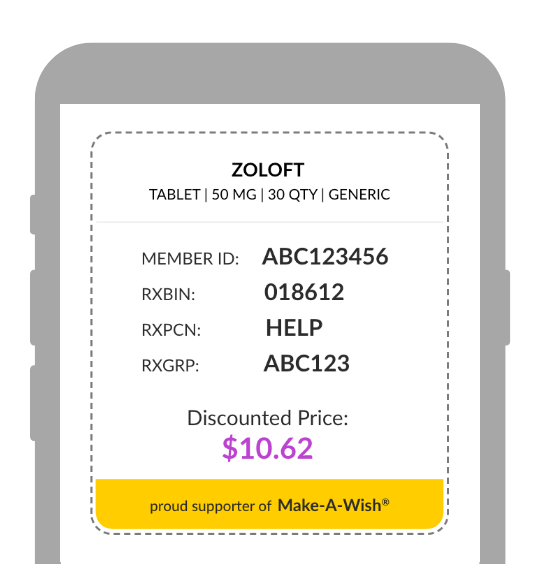 ZOLOFT
TABLET | 50 MG | 30 QTY | GENERIC
MEMBER ID: ABC123456
RXBIN: 018612
RXPCN: HELP
RXGRP: ABC123
Discounted Price:
$10.62
proud supporter of Make-A-Wish®